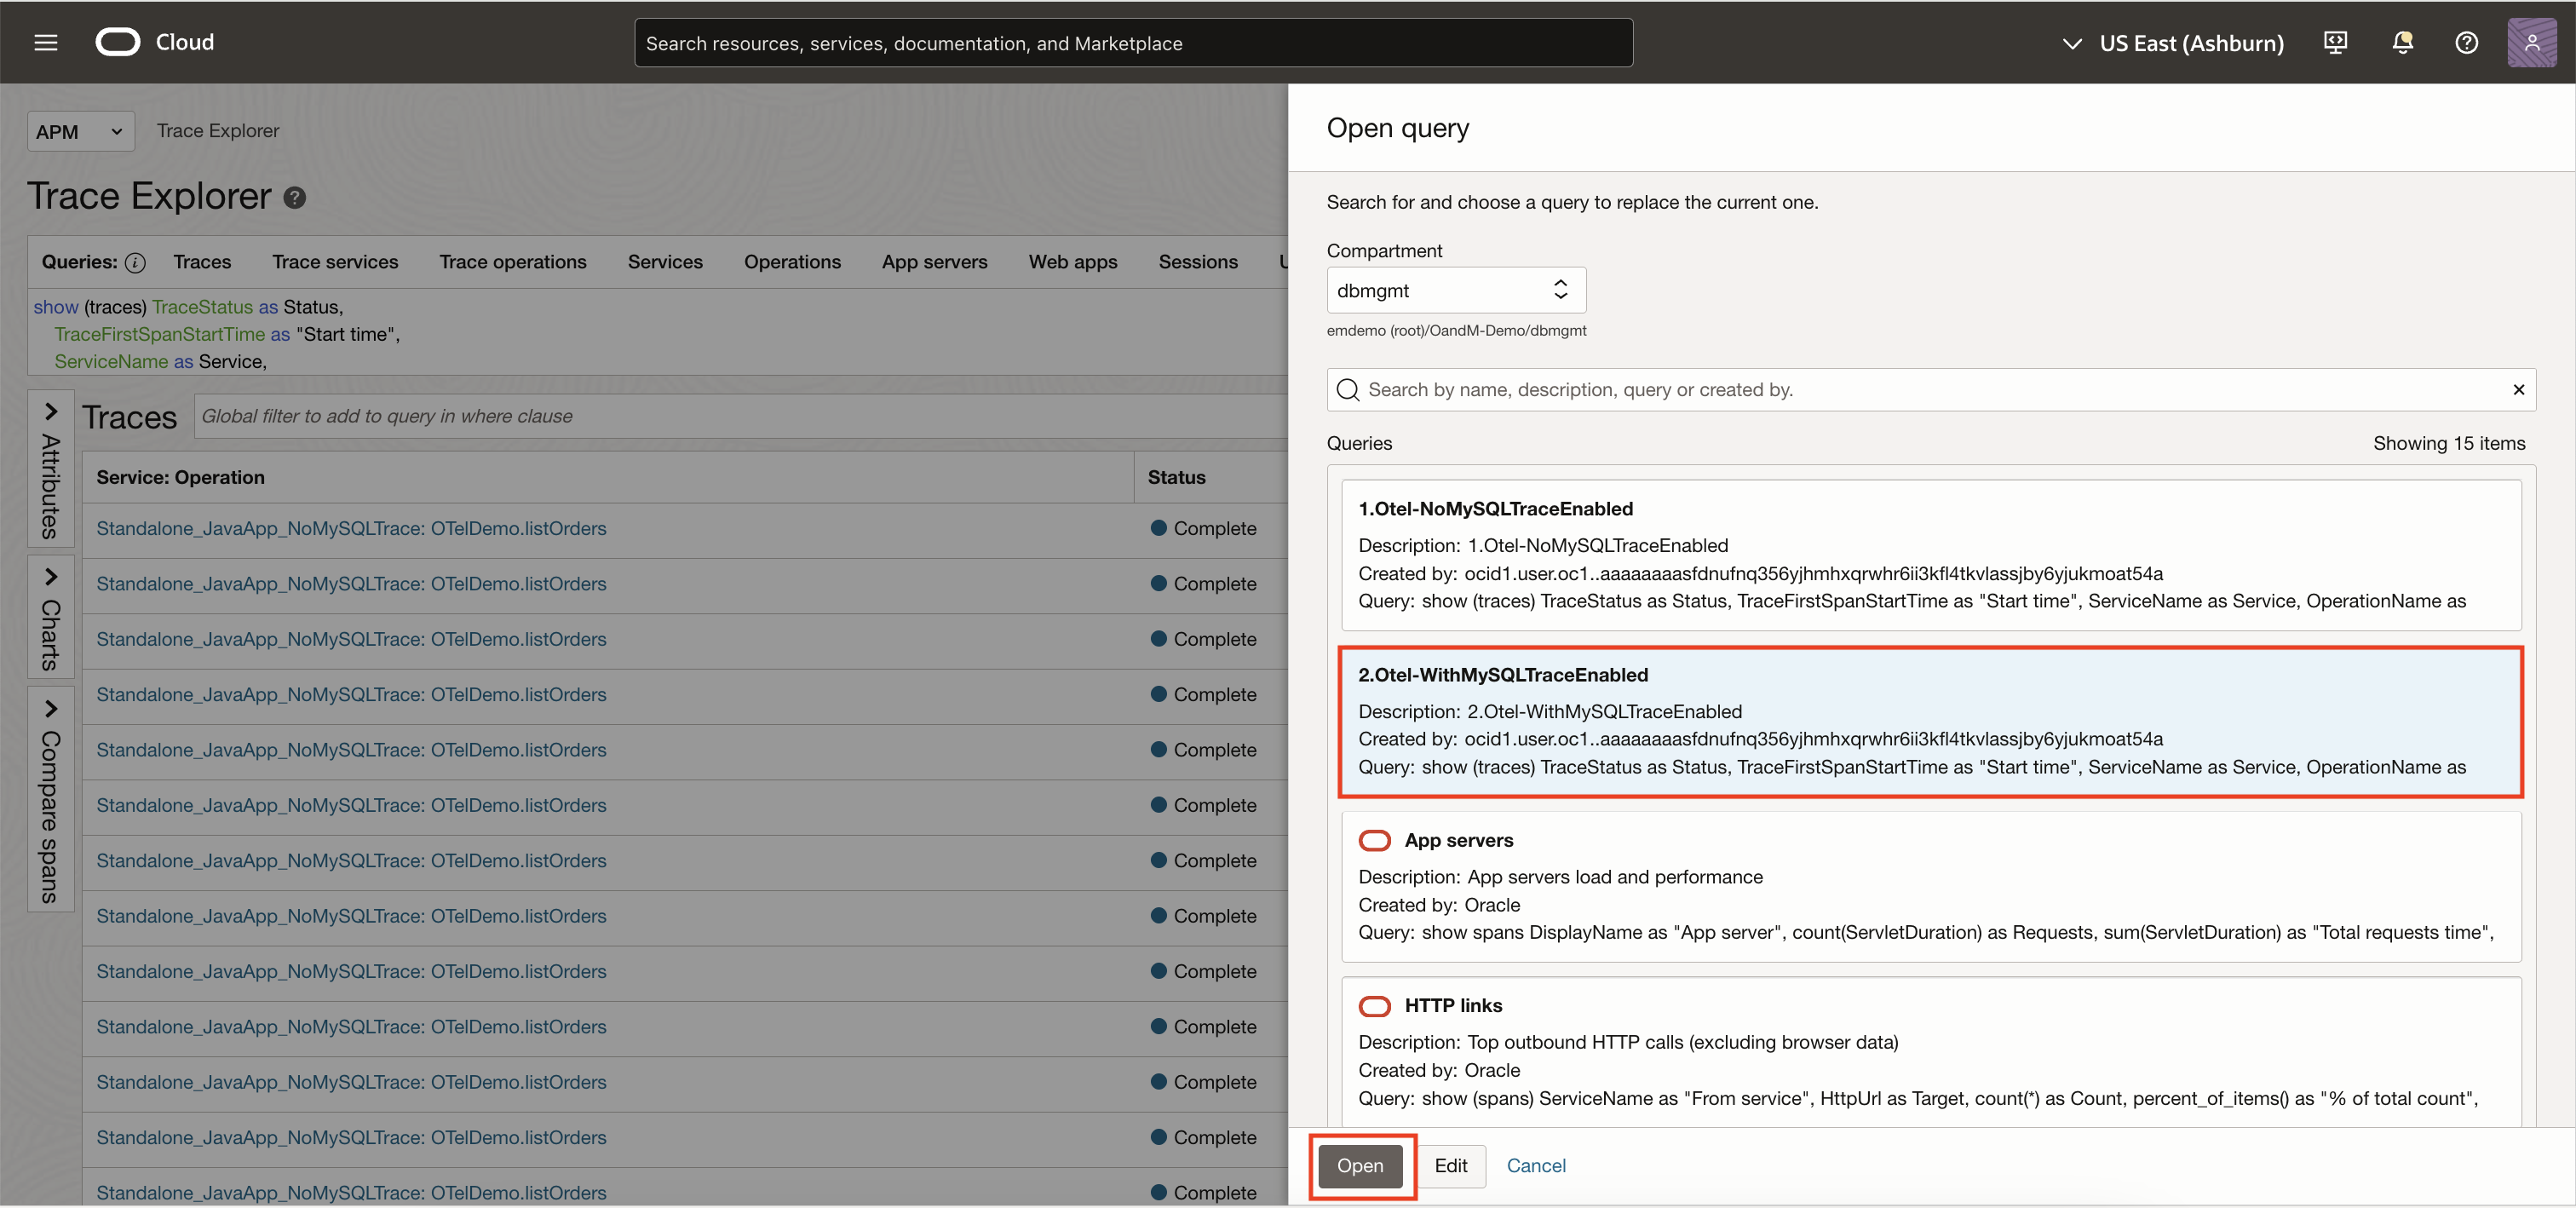 Cloud
Search resources, services, documentation, and Marketplace
US East (Ashburn)
APM
Trace Explorer
Trace Explorer
Queries:
Traces
Trace services
Trace operations
Services
Operations
App servers
Web apps
Sessions
show (traces) TraceStatus as Status,
TraceFirstSpanStartTime as "Start time",
ServiceName as Service,
Attributes
Charts
Compare spans
Traces
Global filter to add to query in where clause
Service: Operation
Status
Standalone_JavaApp_NoMySQLTrace: OTelDemo.listOrders
Complete
Standalone_JavaApp_NoMySQLTrace: OTelDemo.listOrders
Complete
Standalone_JavaApp_NoMySQLTrace: OTelDemo.listOrders
Complete
Standalone_JavaApp_NoMySQLTrace: OTelDemo.listOrders
Complete
Standalone_JavaApp_NoMySQLTrace: OTelDemo.listOrders
Complete
Standalone_JavaApp_NoMySQLTrace: OTelDemo.listOrders
Complete
Standalone_JavaApp_NoMySQLTrace: OTelDemo.listOrders
Complete
Standalone_JavaApp_NoMySQLTrace: OTelDemo.listOrders
Complete
Standalone_JavaApp_NoMySQLTrace: OTelDemo.listOrders
Complete
Standalone_JavaApp_NoMySQLTrace: OTelDemo.listOrders
Complete
Standalone_JavaApp_NoMySQLTrace: OTelDemo.listOrders
Complete
Standalone_JavaApp_NoMySQLTrace: OTelDemo.listOrders
Complete
Standalone_JavaApp_NoMySQLTrace: OTelDemo.listOrders
Complete
Open query
Search for and choose a query to replace the current one.
Compartment
dbmgmt
emdemo (root)/OandM-Demo/dbmgmt
Search by name, description, query or created by.
Queries
Showing 15 items
1.Otel-NoMySQLTraceEnabled
Description: 1.Otel-NoMySQLTraceEnabled
Created by: ocid1.user.oc1..aaaaaaaasfdnufnq356yjhmhxqrwhr6ii3kfl4tkvlassjby6yjukmoat54a
Query: show (traces) TraceStatus as Status, TraceFirstSpanStartTime as "Start time", ServiceName as Service, OperationName as
2.Otel-WithMySQLTraceEnabled
Description: 2.Otel-WithMySQLTraceEnabled
Created by: ocid1.user.oc1..aaaaaaaasfdnufnq356yjhmhxqrwhr6ii3kfl4tkvlassjby6yjukmoat54a
Query: show (traces) TraceStatus as Status, TraceFirstSpanStartTime as "Start time", ServiceName as Service, OperationName as
App servers
Description: App servers load and performance
Created by: Oracle
Query: show spans DisplayName as "App server", count(ServletDuration) as Requests, sum(ServletDuration) as "Total requests time",
HTTP links
Description: Top outbound HTTP calls (excluding browser data)
Created by: Oracle
Query: show (spans) ServiceName as "From service", HttpUrl as Target, count(*) as Count, percent_of_items() as "% of total count",
Open
Edit
Cancel